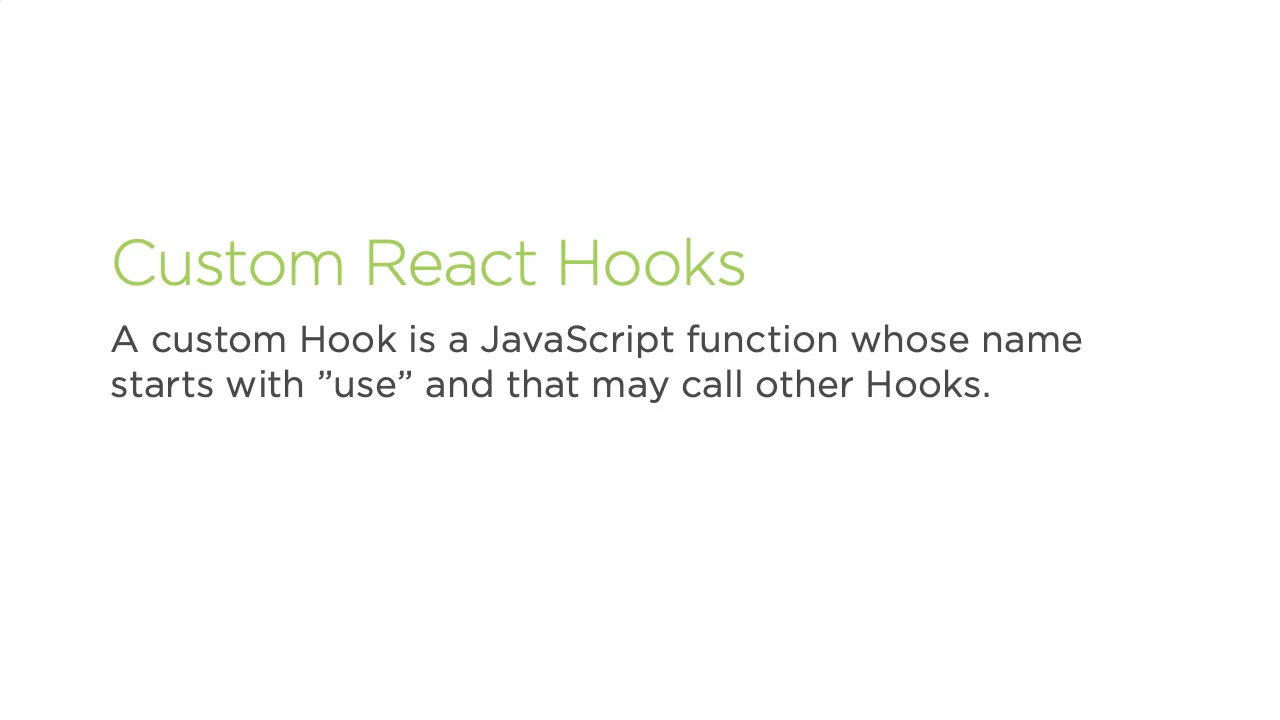 Custom React Hooks
A custom Hook is a JavaScript function whose name
starts with ”use” and that may call other Hooks.